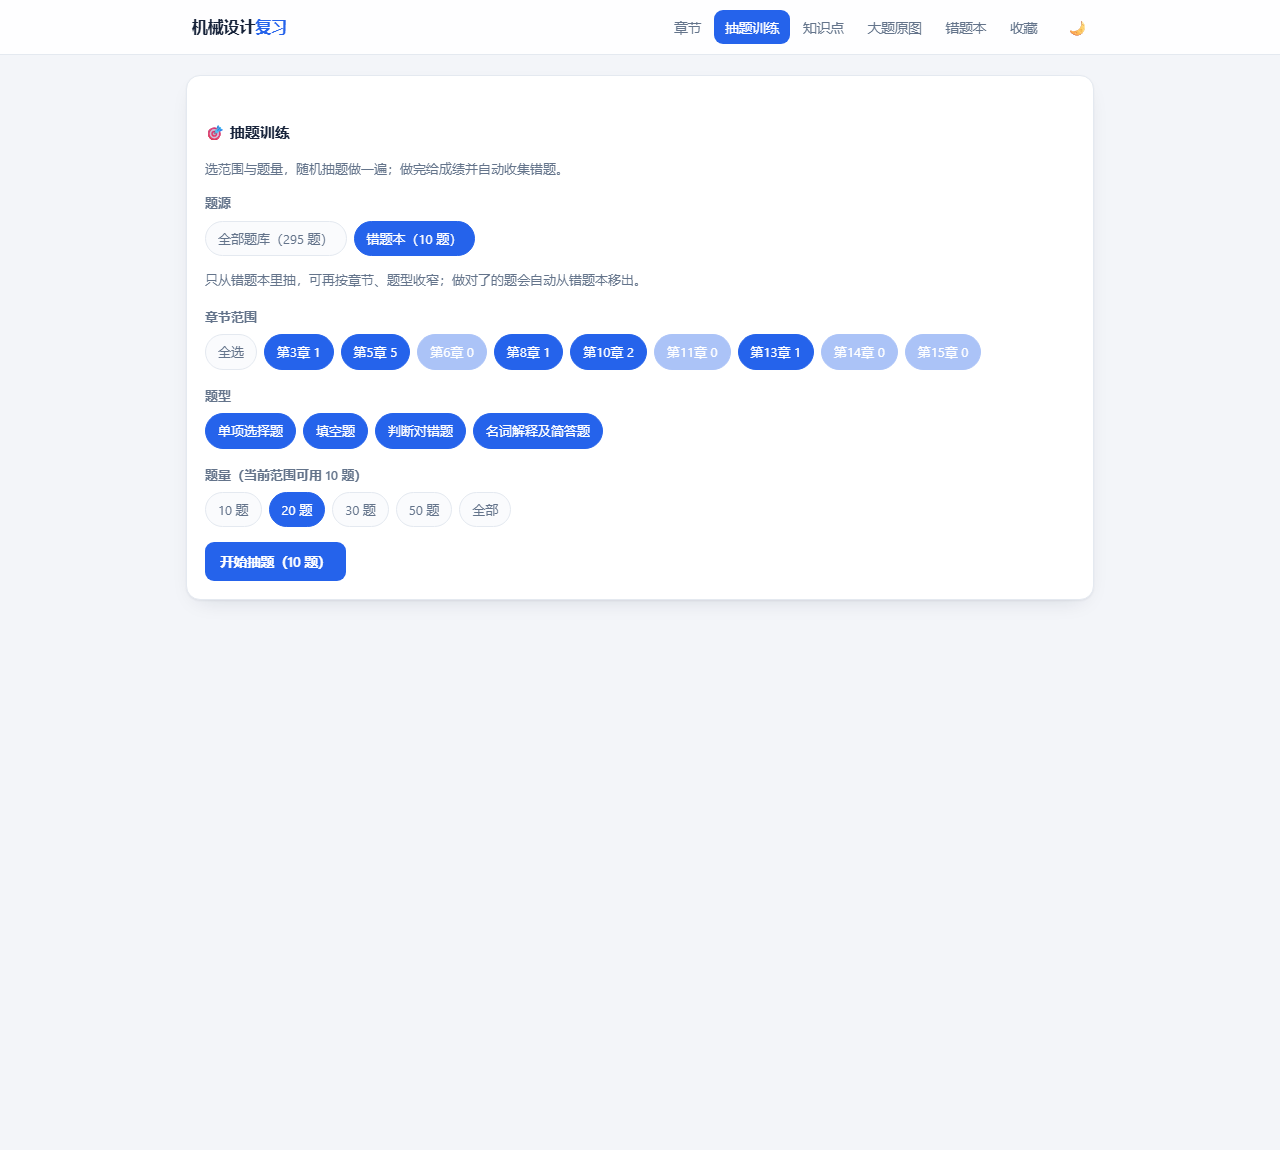 机械设计复习
章节 抽题训练 知识点 大题原图 错题本 收藏
抽题训练
选范围与题量，随机抽题做一遍；做完给成绩并自动收集错题。
题源
全部题库（295 题） 错题本（10 题）
只从错题本里抽，可再按章节、题型收窄；做对了的题会自动从错题本移出。
章节范围
全选 第3章 1 第5章 5 第6章 0 第8章 1 第10章 2 第11章 0 第13章 1 第14章 0 第15章 0
题型
单项选择题 填空题 判断对错题 名词解释及简答题
题量（当前范围可用 10 题）
10 题 20 题 30 题 50 题 全部
开始抽题（10 题）